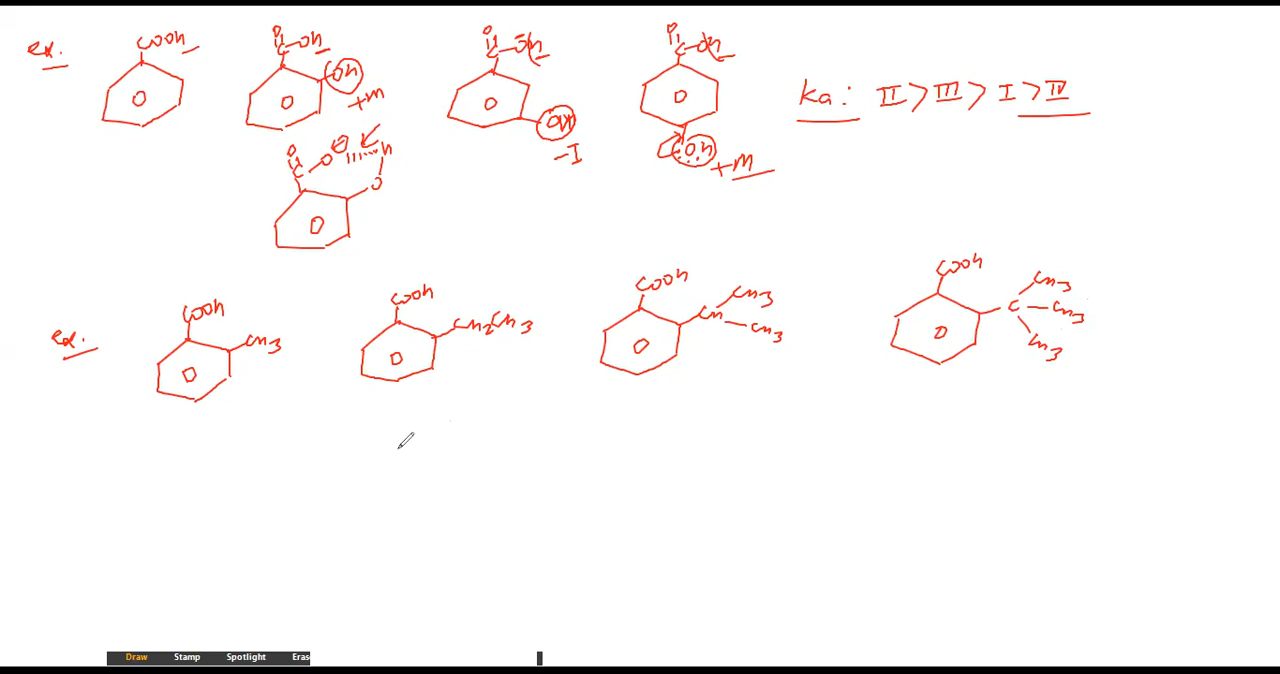 ex. COOH O C-OH O C-OH O C-OH Ka: II > III > I > IV
OH +M OH -I OH +M
O C-O ⊖ H
O
ex. COOH CH3 COOH CH2CH3 COOH CH CH3 CH3 COOH C CH3 CH3 CH3
Draw Stamp Spotlight Eras